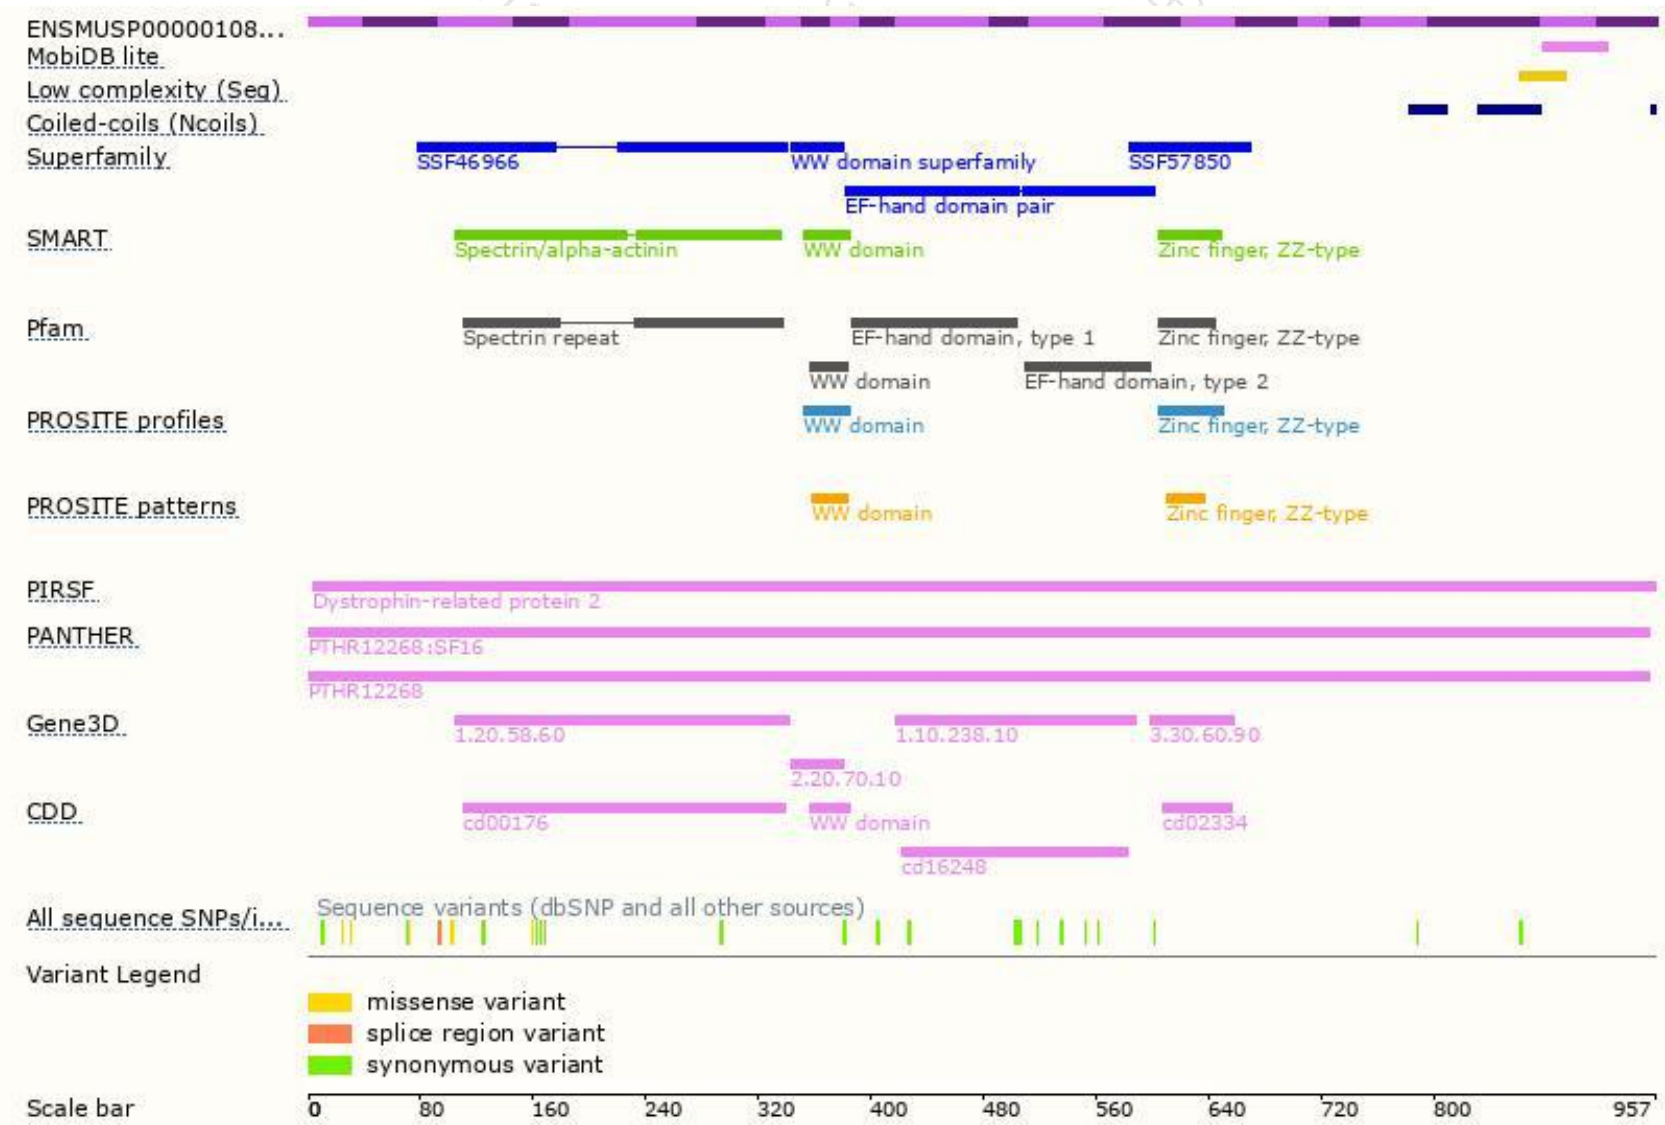 ENSMUSP00000108...
MobiDB lite
Low complexity (Seg)
Coiled-coils (Ncoils)
Superfamily
SSF46966
WW domain superfamily
SSF57850
EF-hand domain pair
SMART
Spectrin/alpha-actinin
WW domain
Zinc finger, ZZ-type
Pfam
Spectrin repeat
EF-hand domain, type 1
Zinc finger, ZZ-type
WW domain
EF-hand domain, type 2
PROSITE profiles
WW domain
Zinc finger, ZZ-type
PROSITE patterns
WW domain
Zinc finger, ZZ-type
PIRSF
Dystrophin-related protein 2
PANTHER
PTHR12268:SF16
PTHR12268
Gene3D
1.20.58.60
1.10.238.10
3.30.60.90
2.20.70.10
CDD
cd00176
WW domain
cd02334
cd16248
All sequence SNPs/i...
Sequence variants (dbSNP and all other sources)
Variant Legend
missense variant
splice region variant
synonymous variant
Scale bar
0 80 160 240 320 400 480 560 640 720 800 957